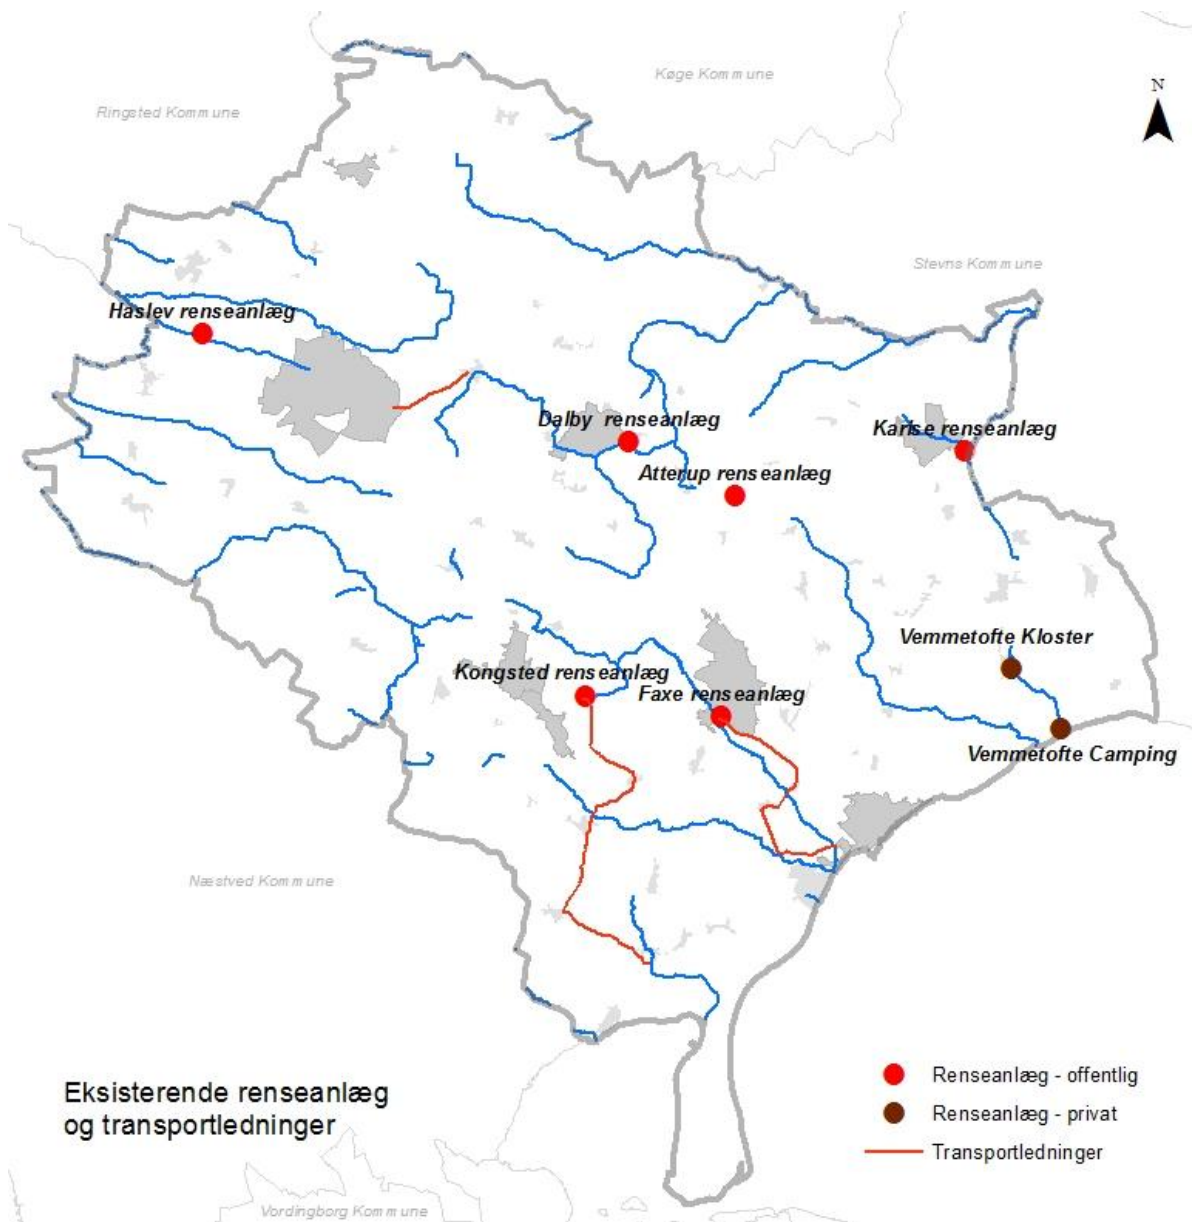 Køge Kommune
N
Ringsted Kommune
Stevns Kommune
Haslev renseanlæg
Dalby renseanlæg
Karlse renseanlæg
Atterup renseanlæg
Vemmetofte Kloster
Kongsted renseanlæg
Faxe renseanlæg
Vemmetofte Camping
Næstved Kommune
Eksisterende renseanlæg
og transportledninger
Renseanlæg - offentlig
Renseanlæg - privat
Transportledninger
Vordingborg Kommune